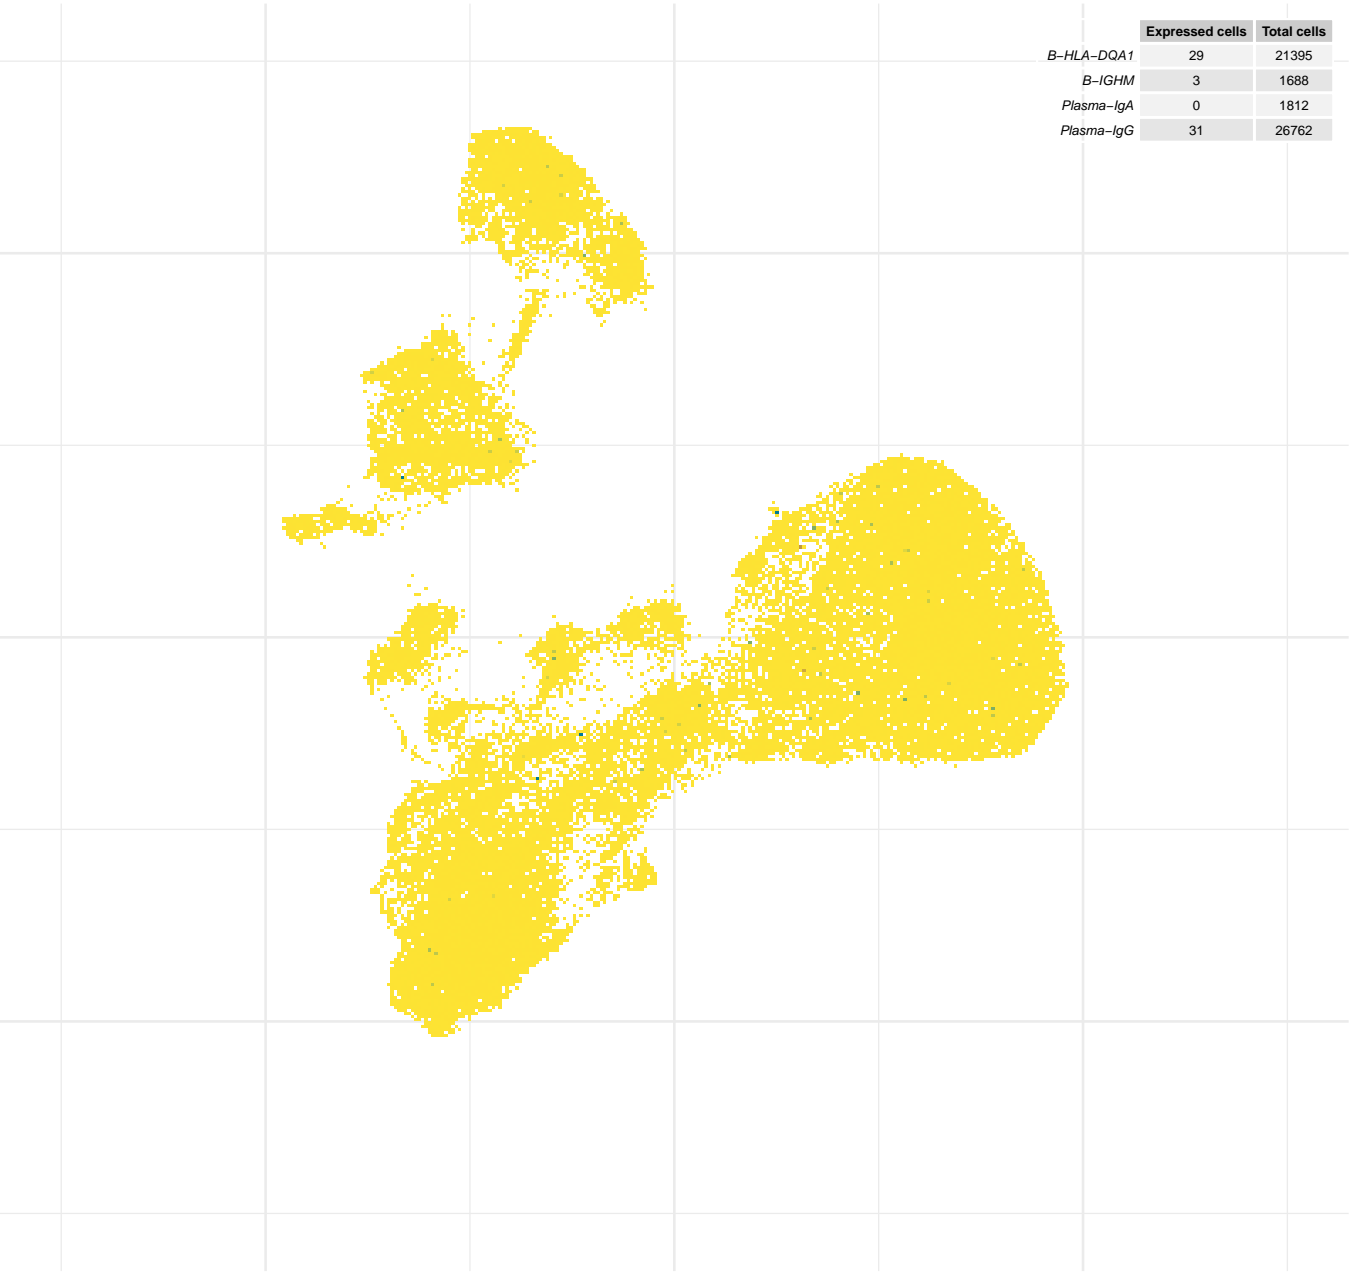 Expressed cells Total cells
B−HLA−DQA1 29 21395
B−IGHM 3 1688
Plasma−IgA 0 1812
Plasma−IgG 31 26762